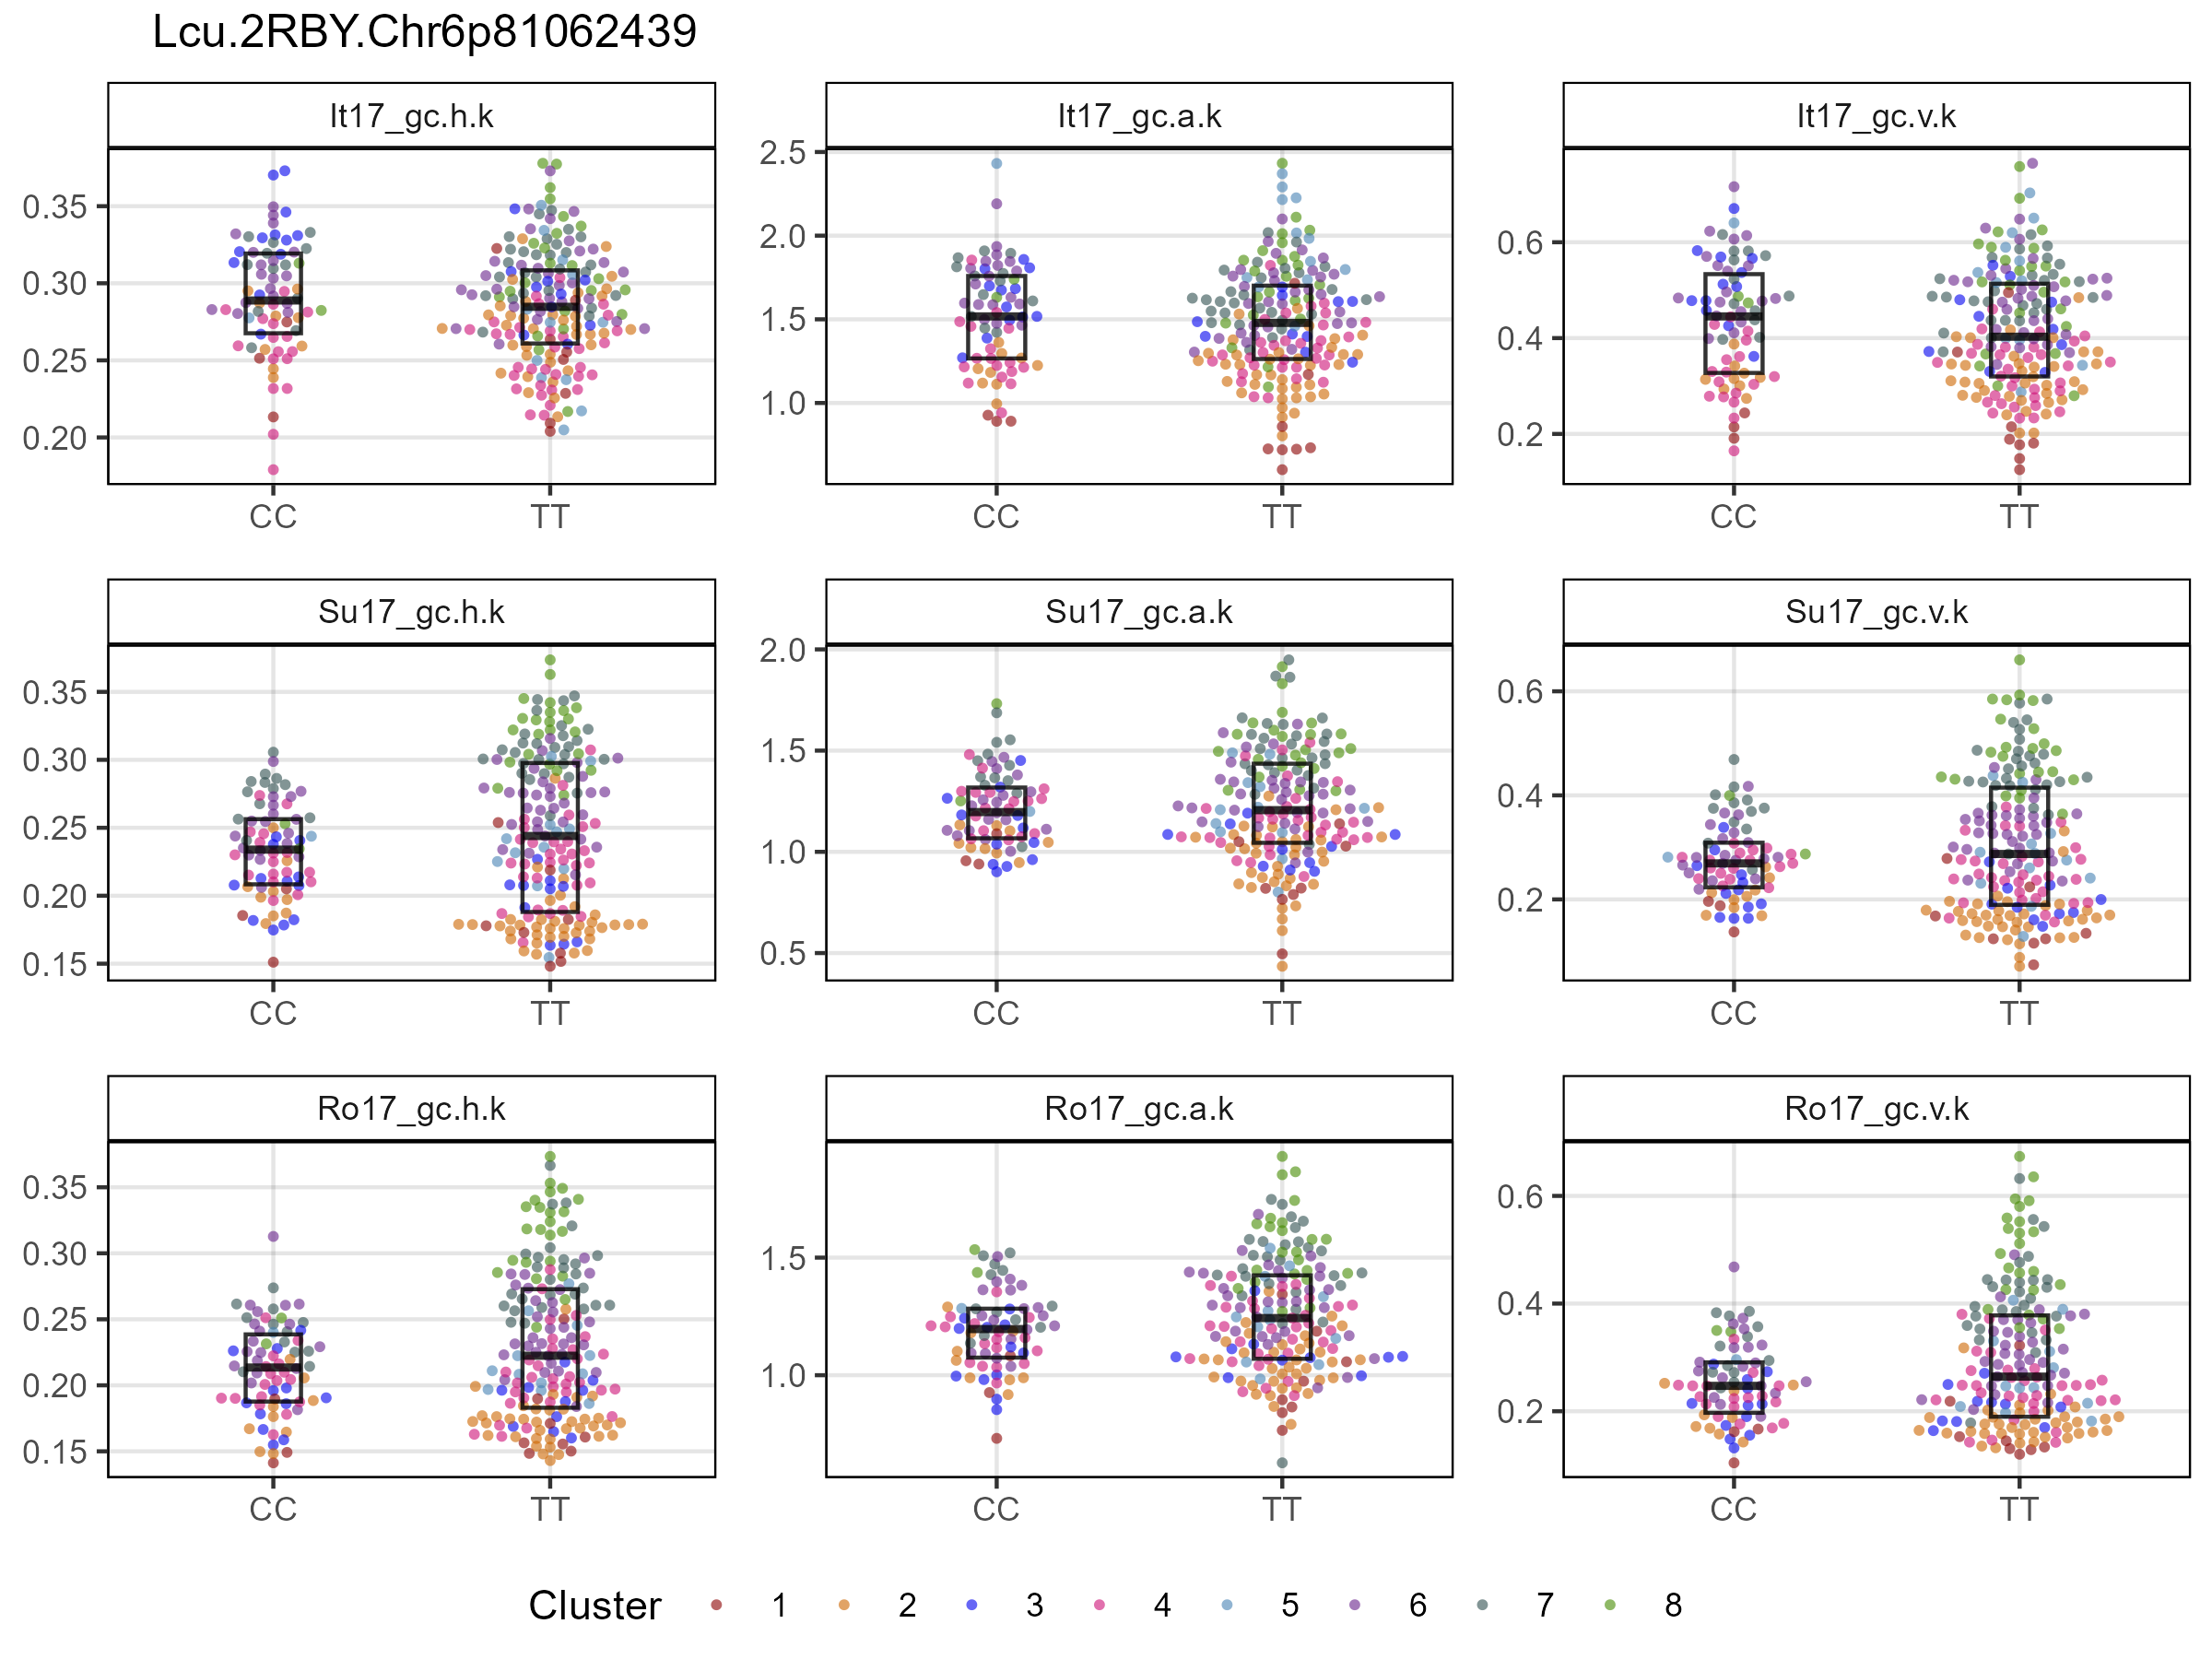 Lcu.2RBY.Chr6p81062439
It17_gc.h.k It17_gc.a.k It17_gc.v.k
2.5
0.35
2.0 0.6
0.30
1.5 0.4
0.25
1.0
0.20 0.2
CC TT CC TT CC TT
Su17_gc.h.k Su17_gc.a.k Su17_gc.v.k
2.0
0.35 0.6
0.30 1.5
0.4
0.25
1.0
0.20 0.2
0.15 0.5
CC TT CC TT CC TT
Ro17_gc.h.k Ro17_gc.a.k Ro17_gc.v.k
0.35 0.6
0.30 1.5
0.4
0.25
0.20 1.0
0.2
0.15
CC TT CC TT CC TT
Cluster 1 2 3 4 5 6 7 8